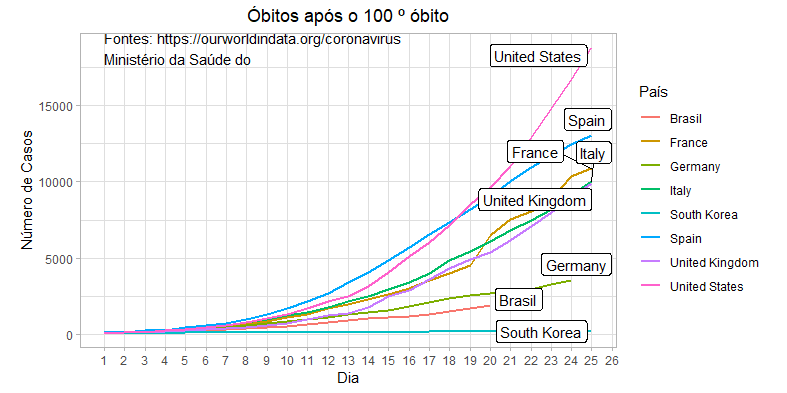 Óbitos após o 100 º óbito
Fontes: https://ourworldindata.org/coronavirus
Ministério da Saúde do
Número de Casos
15000
10000
5000
0
United States
Spain
France
Italy
United Kingdom
Germany
Brasil
South Korea
1 2 3 4 5 6 7 8 9 10 11 12 13 14 15 16 17 18 19 20 21 22 23 24 25 26
Dia
País
Brasil
France
Germany
Italy
South Korea
Spain
United Kingdom
United States